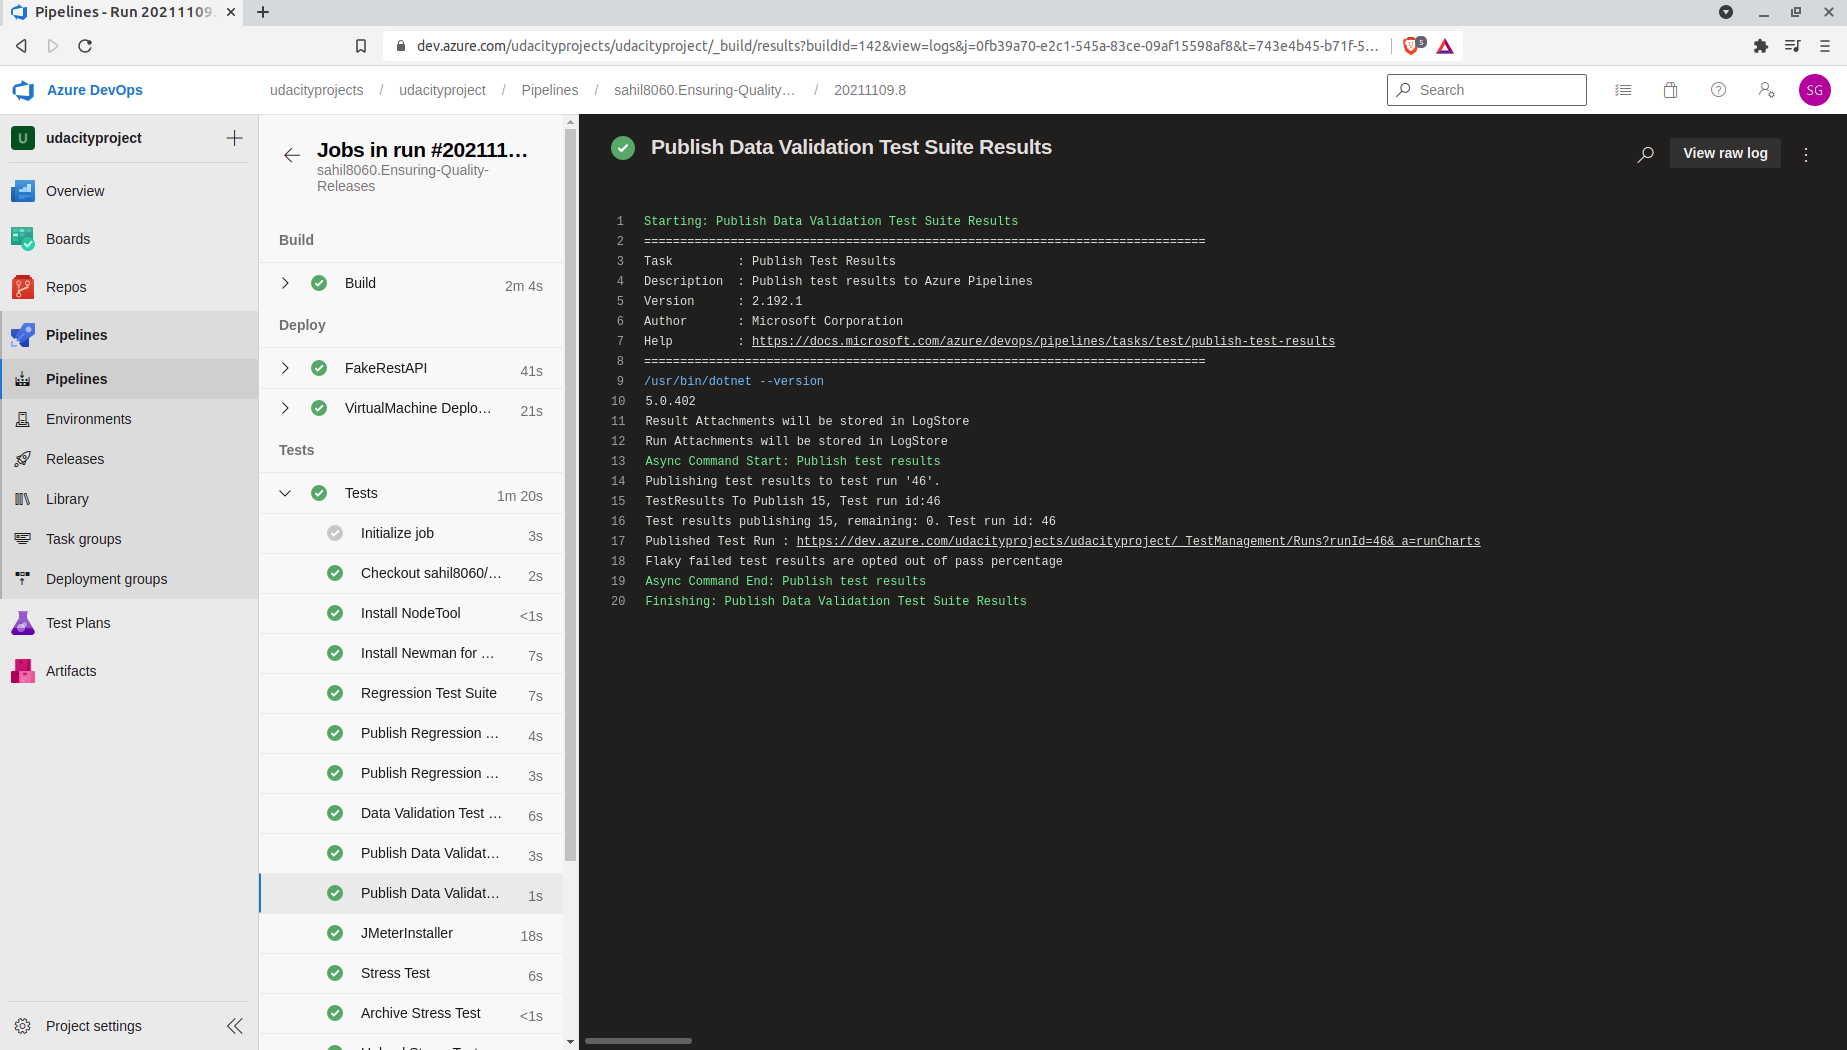 Pipelines - Run 20211109.
dev.azure.com/udacityprojects/udacityproject/_build/results?buildId=142&view=logs&j=0fb39a70-e2c1-545a-83ce-09af15598af8&t=743e4b45-b71f-5...
5
Azure DevOps
udacityprojects / udacityproject / Pipelines / sahil8060.Ensuring-Quality... / 20211109.8
Search
SG
U
udacityproject
Overview
Boards
Repos
Pipelines
Pipelines
Environments
Releases
Library
Task groups
Deployment groups
Test Plans
Artifacts
Project settings
Jobs in run #202111...
sahil8060.Ensuring-Quality-
Releases
Build
Build 2m 4s
Deploy
FakeRestAPI 41s
VirtualMachine Deplo... 21s
Tests
Tests 1m 20s
Initialize job 3s
Checkout sahil8060/... 2s
Install NodeTool <1s
Install Newman for ... 7s
Regression Test Suite 7s
Publish Regression ... 4s
Publish Regression ... 3s
Data Validation Test ... 6s
Publish Data Validat... 3s
Publish Data Validat... 1s
JMeterInstaller 18s
Stress Test 6s
Archive Stress Test <1s
Publish Data Validation Test Suite Results
View raw log
1 Starting: Publish Data Validation Test Suite Results
2 ==============================================================================
3 Task         : Publish Test Results
4 Description  : Publish test results to Azure Pipelines
5 Version      : 2.192.1
6 Author       : Microsoft Corporation
7 Help         : https://docs.microsoft.com/azure/devops/pipelines/tasks/test/publish-test-results
8 ==============================================================================
9 /usr/bin/dotnet --version
10 5.0.402
11 Result Attachments will be stored in LogStore
12 Run Attachments will be stored in LogStore
13 Async Command Start: Publish test results
14 Publishing test results to test run '46'.
15 TestResults To Publish 15, Test run id:46
16 Test results publishing 15, remaining: 0. Test run id: 46
17 Published Test Run : https://dev.azure.com/udacityprojects/udacityproject/_TestManagement/Runs?runId=46&_a=runCharts
18 Flaky failed test results are opted out of pass percentage
19 Async Command End: Publish test results
20 Finishing: Publish Data Validation Test Suite Results